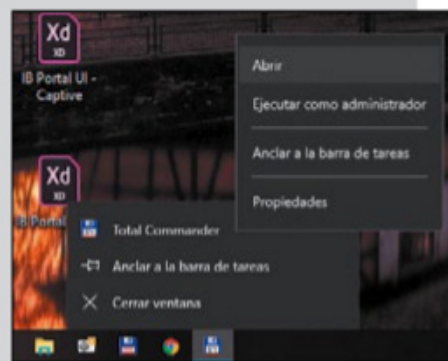 Xd
XD
IB Portal UI -
Captive
Xd
XD
IB Portal
Abrir
Ejecutar como administrador
Anclar a la barra de tareas
Propiedades
Total Commander
Anclar a la barra de tareas
Cerrar ventana